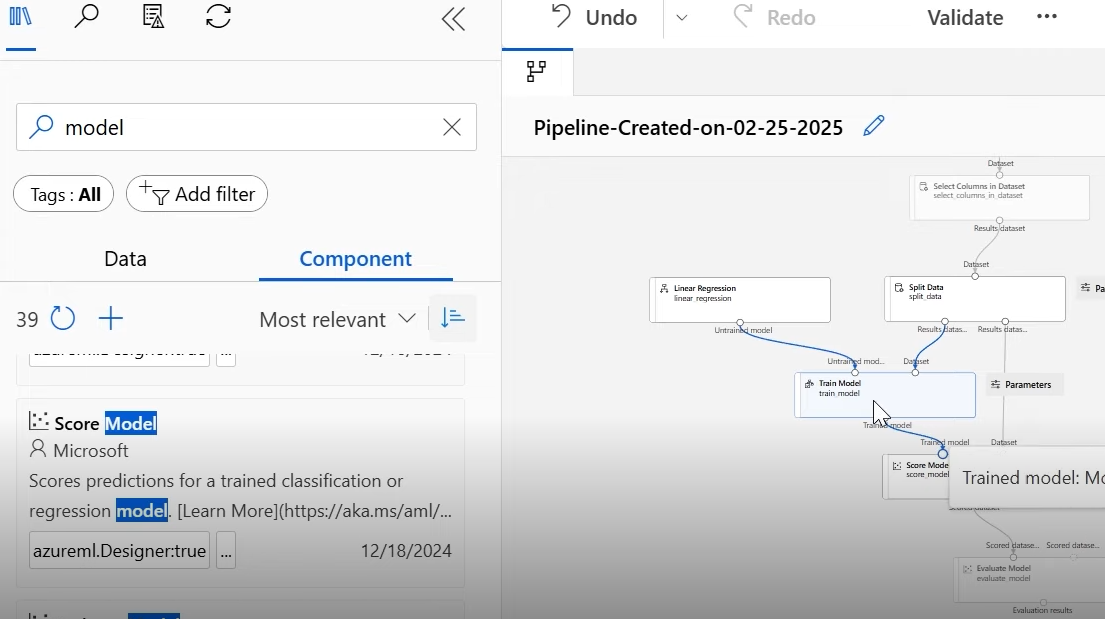 Undo
Redo
Validate
model
Pipeline-Created-on-02-25-2025
Tags : All
Add filter
Data
Component
39
Most relevant
Score Model
Microsoft
Scores predictions for a trained classification or
regression model. [Learn More](https://aka.ms/aml/...
azureml.Designer:true
...
12/18/2024
Dataset
Select Columns in Dataset
select_columns_in_dataset
Results dataset
Dataset
Linear Regression
linear_regression
Untrained model
Split Data
split_data
Pa
Results datas...
Results datas...
Untrained mod...
Dataset
Train Model
train_model
Parameters
Trained model
Trained model
Dataset
Score Mode
score_model
Trained model: Mo
Scored datase...
Scored datase...
Evaluate Model
evaluate_model
Evaluation results